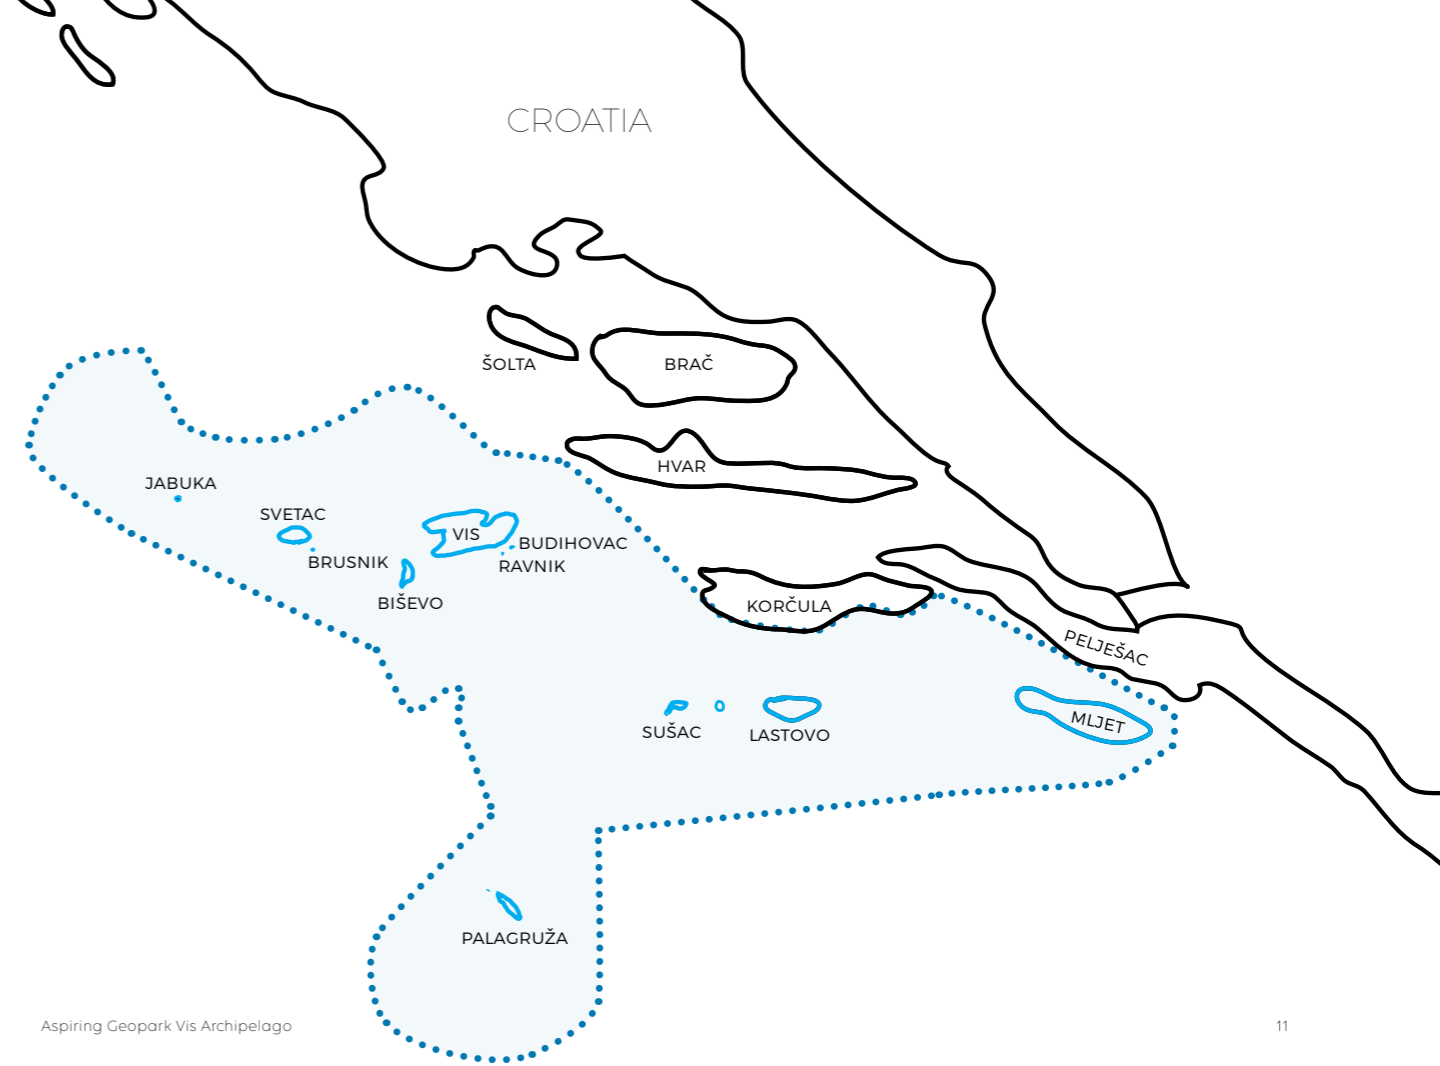 CROATIA
ŠOLTA
BRAČ
HVAR
JABUKA
SVETAC
VIS
BUDIHOVAC
BRUSNIK
RAVNIK
BIŠEVO
KORČULA
PELJEŠAC
MLJET
SUŠAC
LASTOVO
PALAGRUŽA
Aspiring Geopark Vis Archipelago
11